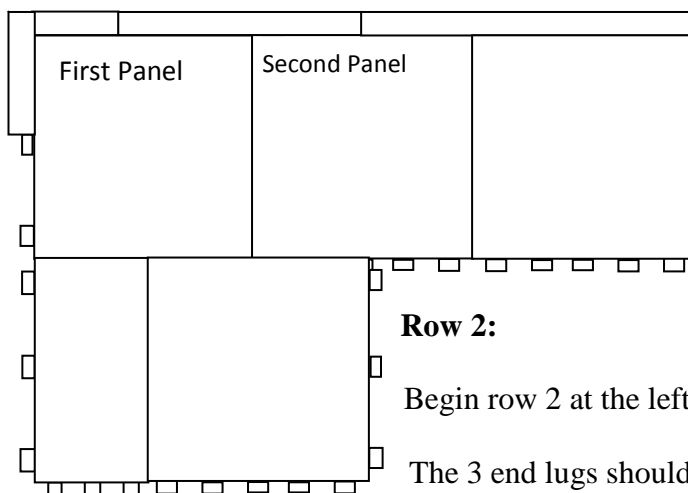 First Panel
Second Panel
Row 2:
Begin row 2 at the left
The 3 end lugs should